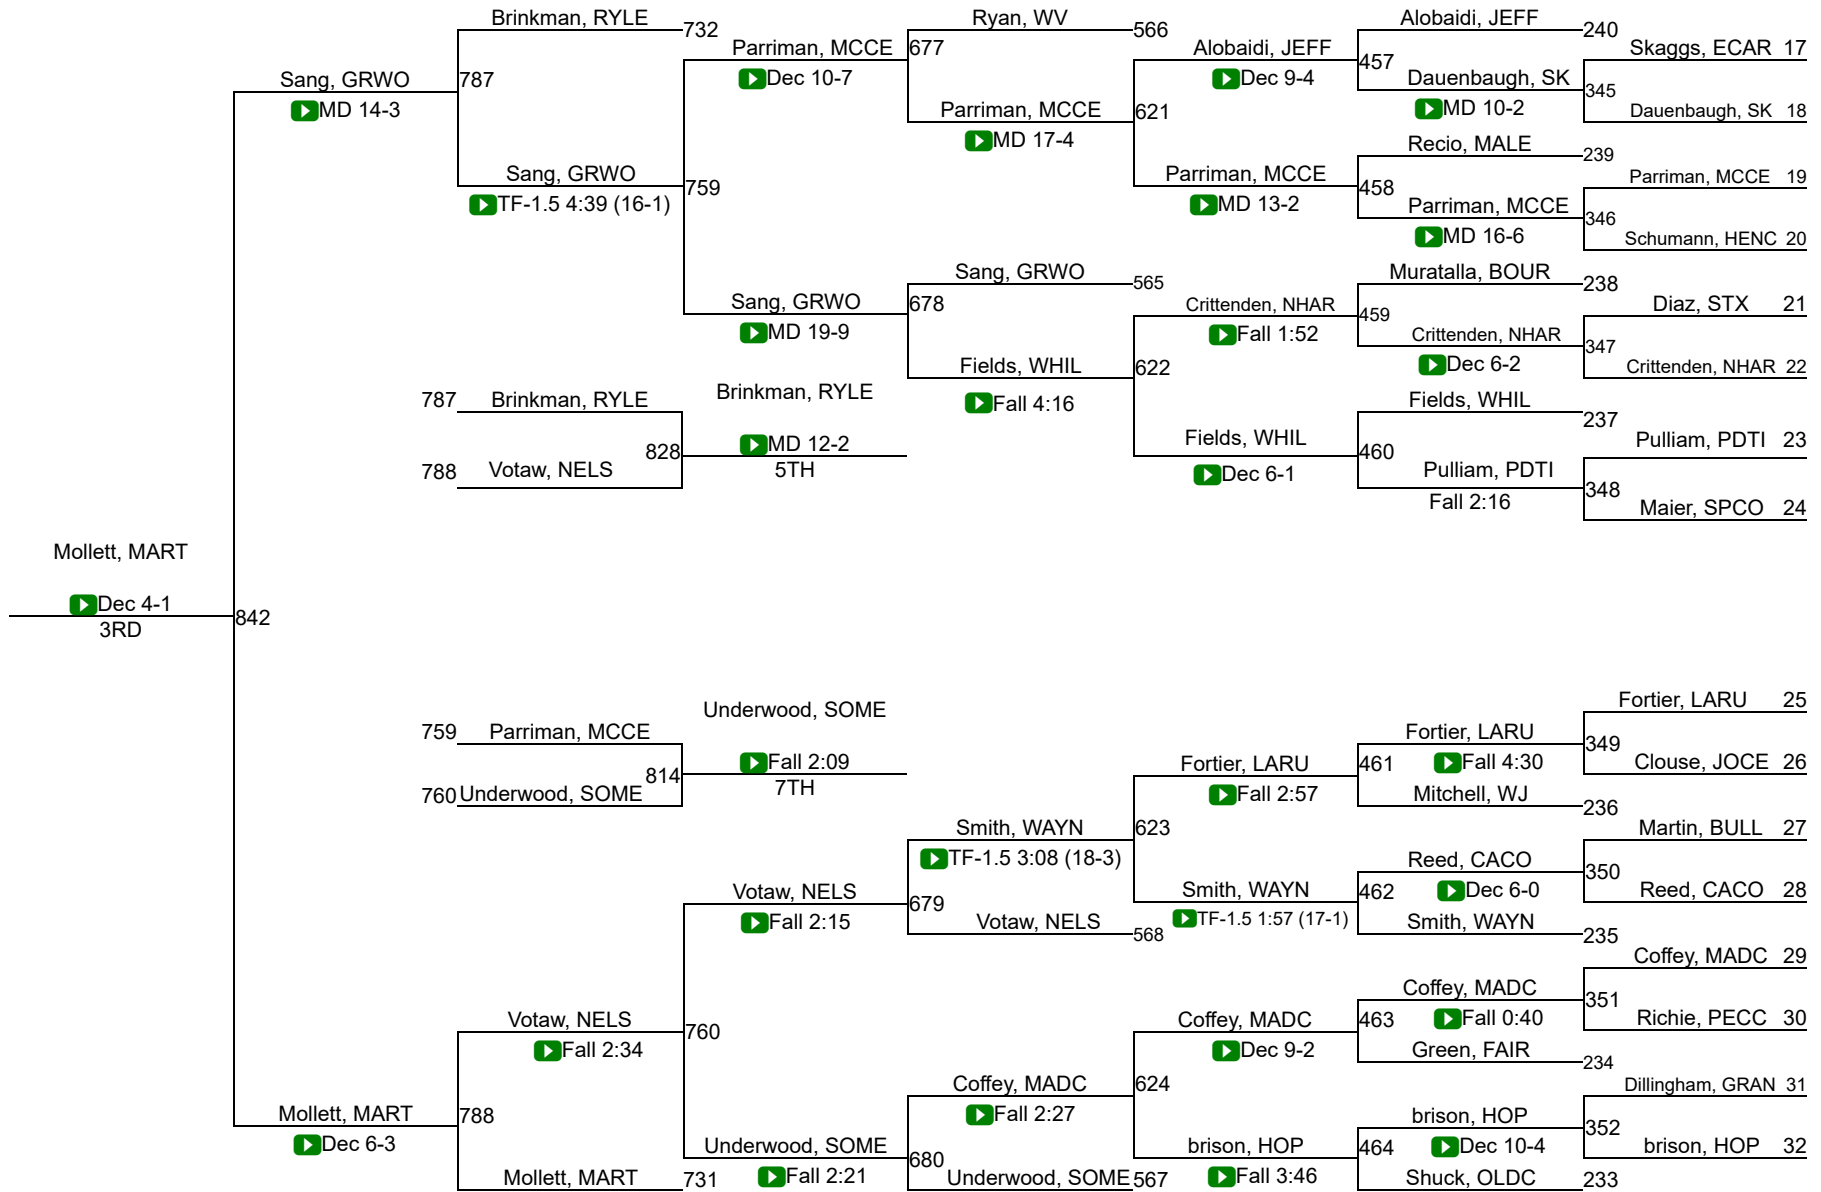 Brinkman, RYLE
732
Ryan, WV
566
Alobaidi, JEFF
240
Parriman, MCCE
677
Alobaidi, JEFF
457
Skaggs, ECAR 17
Sang, GRWO
787
Dec 10-7
Dec 9-4
Dauenbaugh, SK
345
MD 14-3
Parriman, MCCE
621
MD 10-2
Dauenbaugh, SK 18
MD 17-4
Recio, MALE
239
Sang, GRWO
759
Parriman, MCCE
458
Parriman, MCCE 19
TF-1.5 4:39 (16-1)
MD 13-2
Parriman, MCCE
346
MD 16-6
Schumann, HENC 20
Sang, GRWO
565
Muratalla, BOUR
238
Sang, GRWO
678
Crittenden, NHAR
459
Diaz, STX 21
MD 19-9
Fall 1:52
Crittenden, NHAR
347
Fields, WHIL
622
Dec 6-2
Crittenden, NHAR 22
787
Brinkman, RYLE
Brinkman, RYLE
Fall 4:16
Fields, WHIL
237
828
MD 12-2
5TH
Fields, WHIL
460
Pulliam, PDTI 23
788
Votaw, NELS
Dec 6-1
Pulliam, PDTI
348
Fall 2:16
Maier, SPCO 24
Mollett, MART
Dec 4-1
3RD
842
Fortier, LARU 25
759
Parriman, MCCE
Underwood, SOME
Fortier, LARU
349
814
Fall 2:09
7TH
Fortier, LARU
461
Fall 4:30
Clouse, JOCE 26
760
Underwood, SOME
Fall 2:57
Mitchell, WJ
236
Smith, WAYN
623
Martin, BULL 27
TF-1.5 3:08 (18-3)
Reed, CACO
350
Votaw, NELS
679
Smith, WAYN
462
Dec 6-0
Reed, CACO 28
Fall 2:15
Votaw, NELS
568
TF-1.5 1:57 (17-1)
Smith, WAYN
235
Coffey, MADC 29
Coffey, MADC
351
Votaw, NELS
760
Coffey, MADC
463
Fall 0:40
Richie, PECC 30
Fall 2:34
Dec 9-2
Green, FAIR
234
Coffey, MADC
624
Dillingham, GRAN 31
Mollett, MART
788
Fall 2:27
brison, HOP
352
Dec 6-3
Underwood, SOME
680
brison, HOP
464
Dec 10-4
brison, HOP 32
Mollett, MART
731
Fall 2:21
Underwood, SOME
567
Fall 3:46
Shuck, OLDC
233